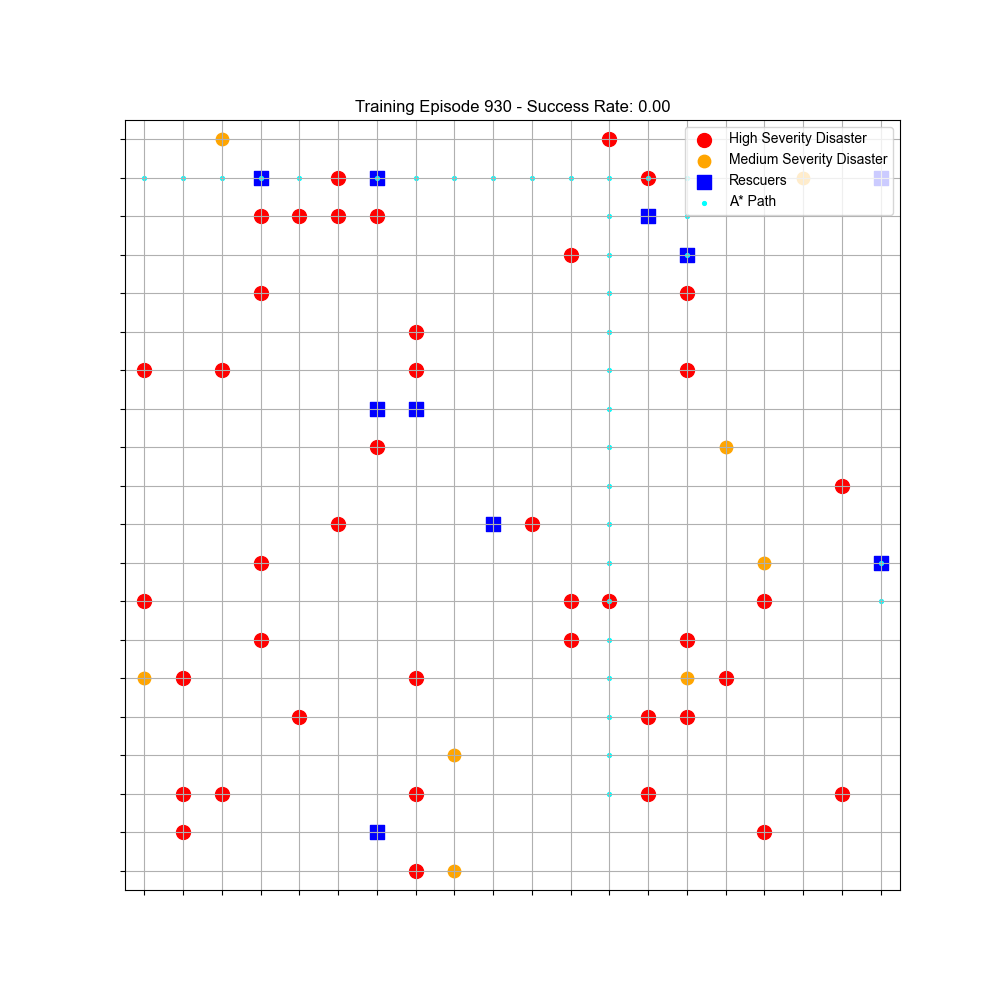 Training Episode 930 - Success Rate: 0.00
High Severity Disaster
Medium Severity Disaster
Rescuers
A* Path